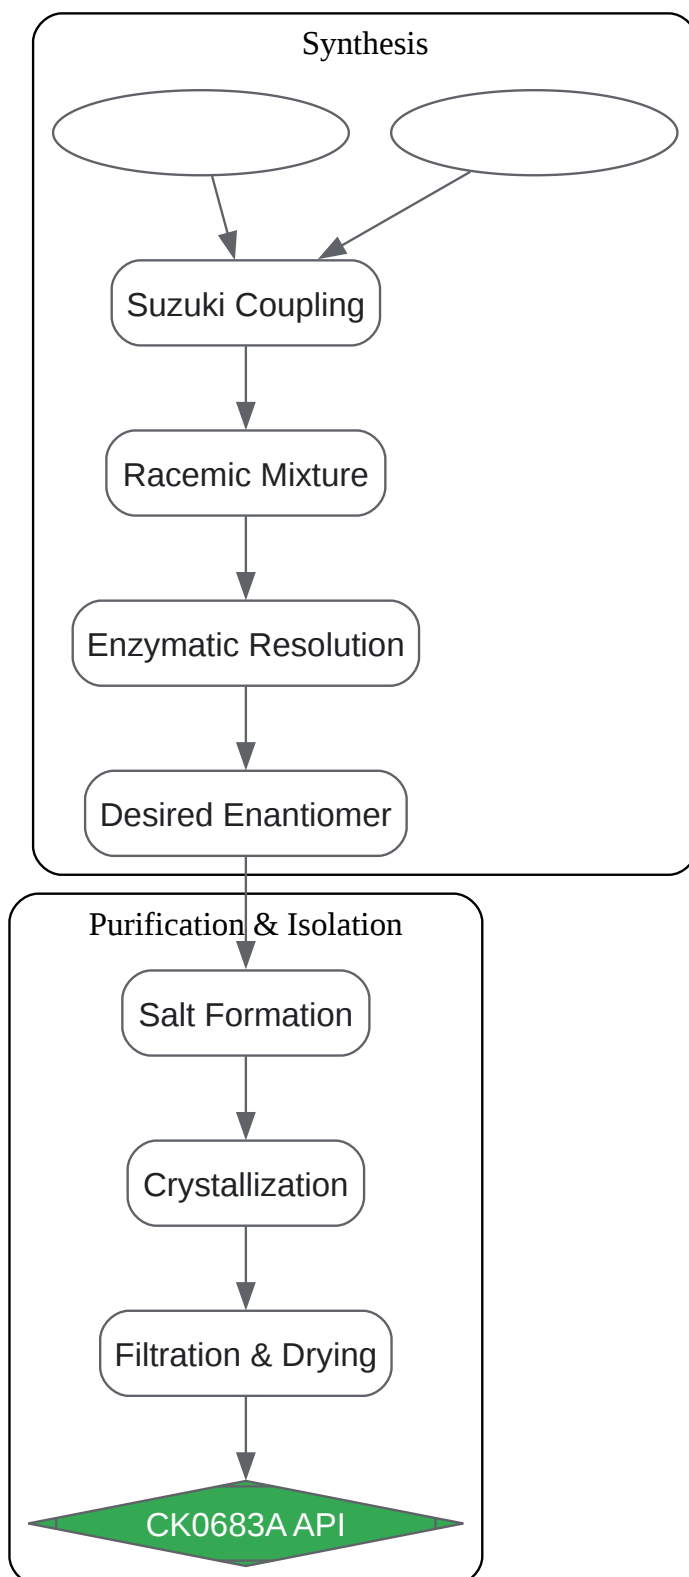 Synthesis
Suzuki Coupling
Racemic Mixture
Enzymatic Resolution
Desired Enantiomer
Purification & Isolation
Salt Formation
Crystallization
Filtration & Drying
CK0683A API